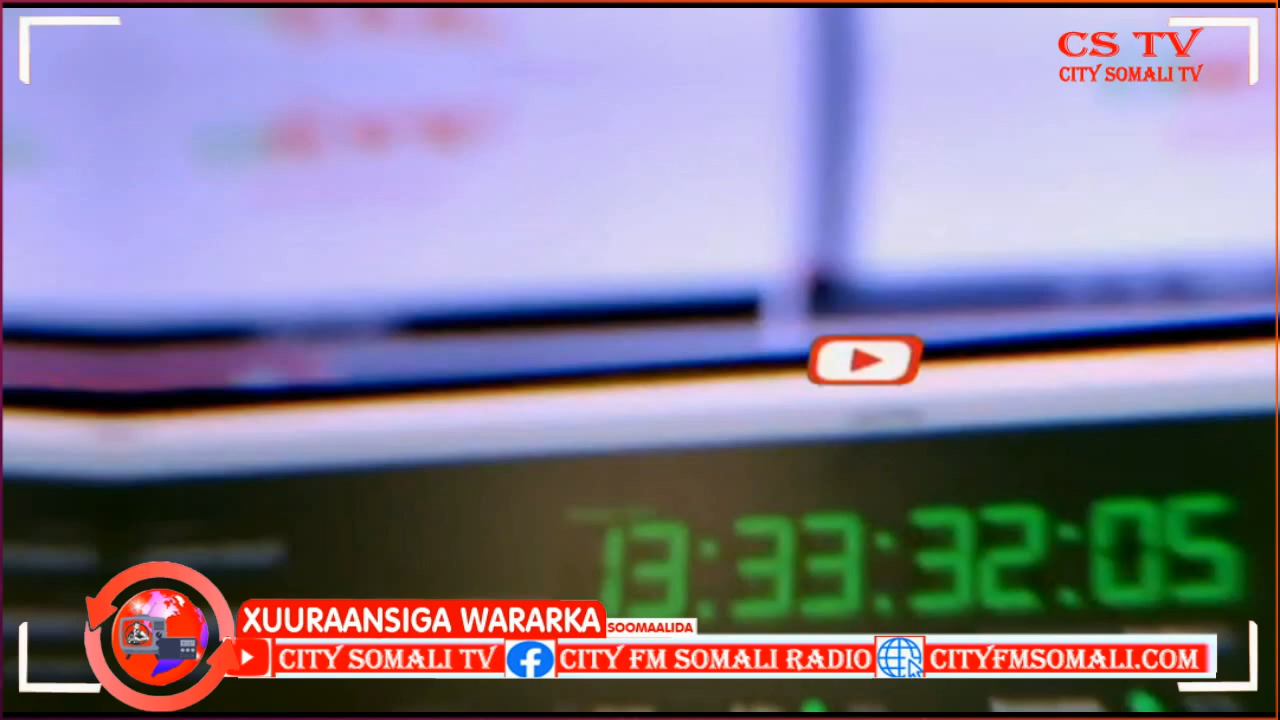 CS TV
CITY SOMALI TV
13:33:32:05
XUURAANSIGA WARARKA
SOOMAALIDA
CITY SOMALI TV
CITY FM SOMALI RADIO
CITYFMSOMALI.COM